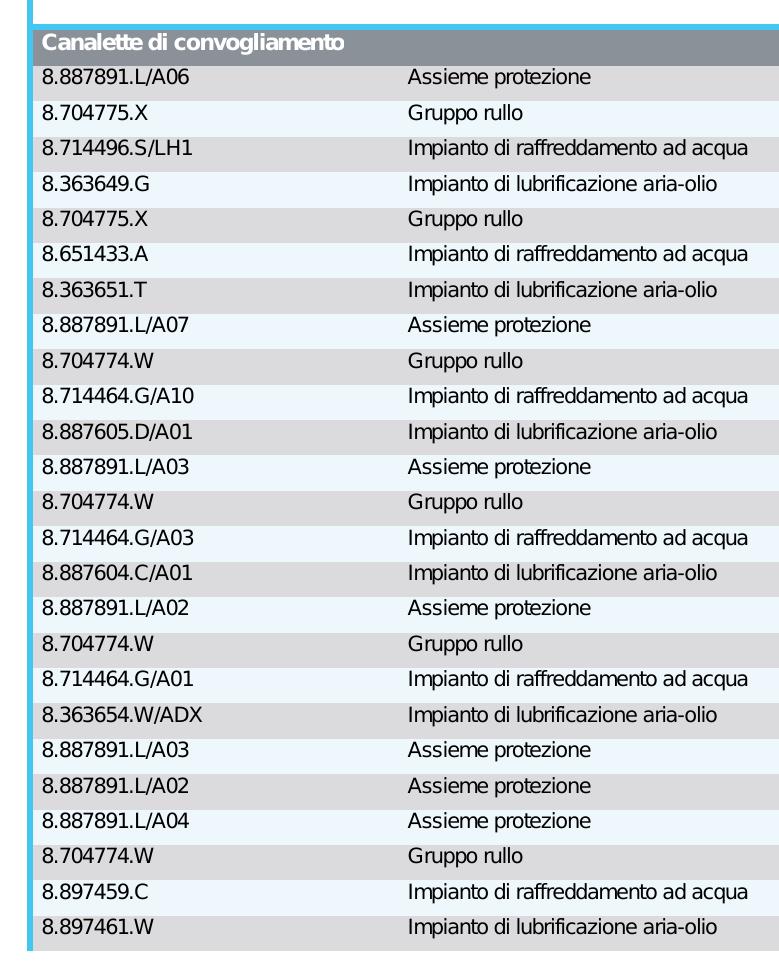 Canalette di convogliamento
8.887891.L/A06 Assieme protezione
8.704775.X Gruppo rullo
8.714496.S/LH1 Impianto di raffreddamento ad acqua
8.363649.G Impianto di lubrificazione aria-olio
8.704775.X Gruppo rullo
8.651433.A Impianto di raffreddamento ad acqua
8.363651.T Impianto di lubrificazione aria-olio
8.887891.L/A07 Assieme protezione
8.704774.W Gruppo rullo
8.714464.G/A10 Impianto di raffreddamento ad acqua
8.887605.D/A01 Impianto di lubrificazione aria-olio
8.887891.L/A03 Assieme protezione
8.704774.W Gruppo rullo
8.714464.G/A03 Impianto di raffreddamento ad acqua
8.887604.C/A01 Impianto di lubrificazione aria-olio
8.887891.L/A02 Assieme protezione
8.704774.W Gruppo rullo
8.714464.G/A01 Impianto di raffreddamento ad acqua
8.363654.W/ADX Impianto di lubrificazione aria-olio
8.887891.L/A03 Assieme protezione
8.887891.L/A02 Assieme protezione
8.887891.L/A04 Assieme protezione
8.704774.W Gruppo rullo
8.897459.C Impianto di raffreddamento ad acqua
8.897461.W Impianto di lubrificazione aria-olio